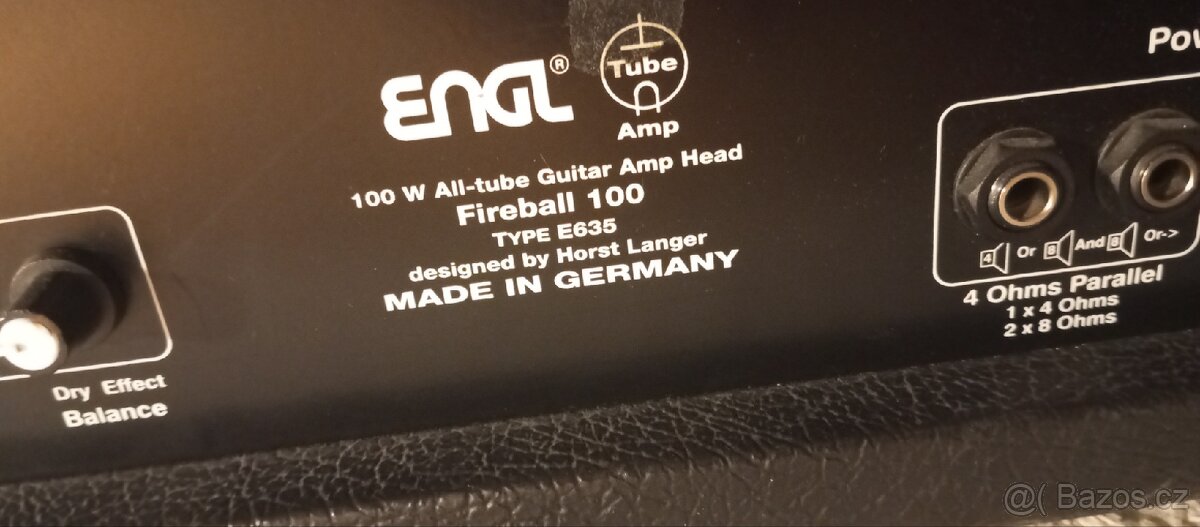 ENGL®
Tube
Amp
100 W All-tube Guitar Amp Head
Fireball 100
TYPE E635
designed by Horst Langer
MADE IN GERMANY
Dry Effect
Balance
4 Or 8 And 8 Or->
4 Ohms Parallel
1 x 4 Ohms
2 x 8 Ohms
@( Bazos.cz